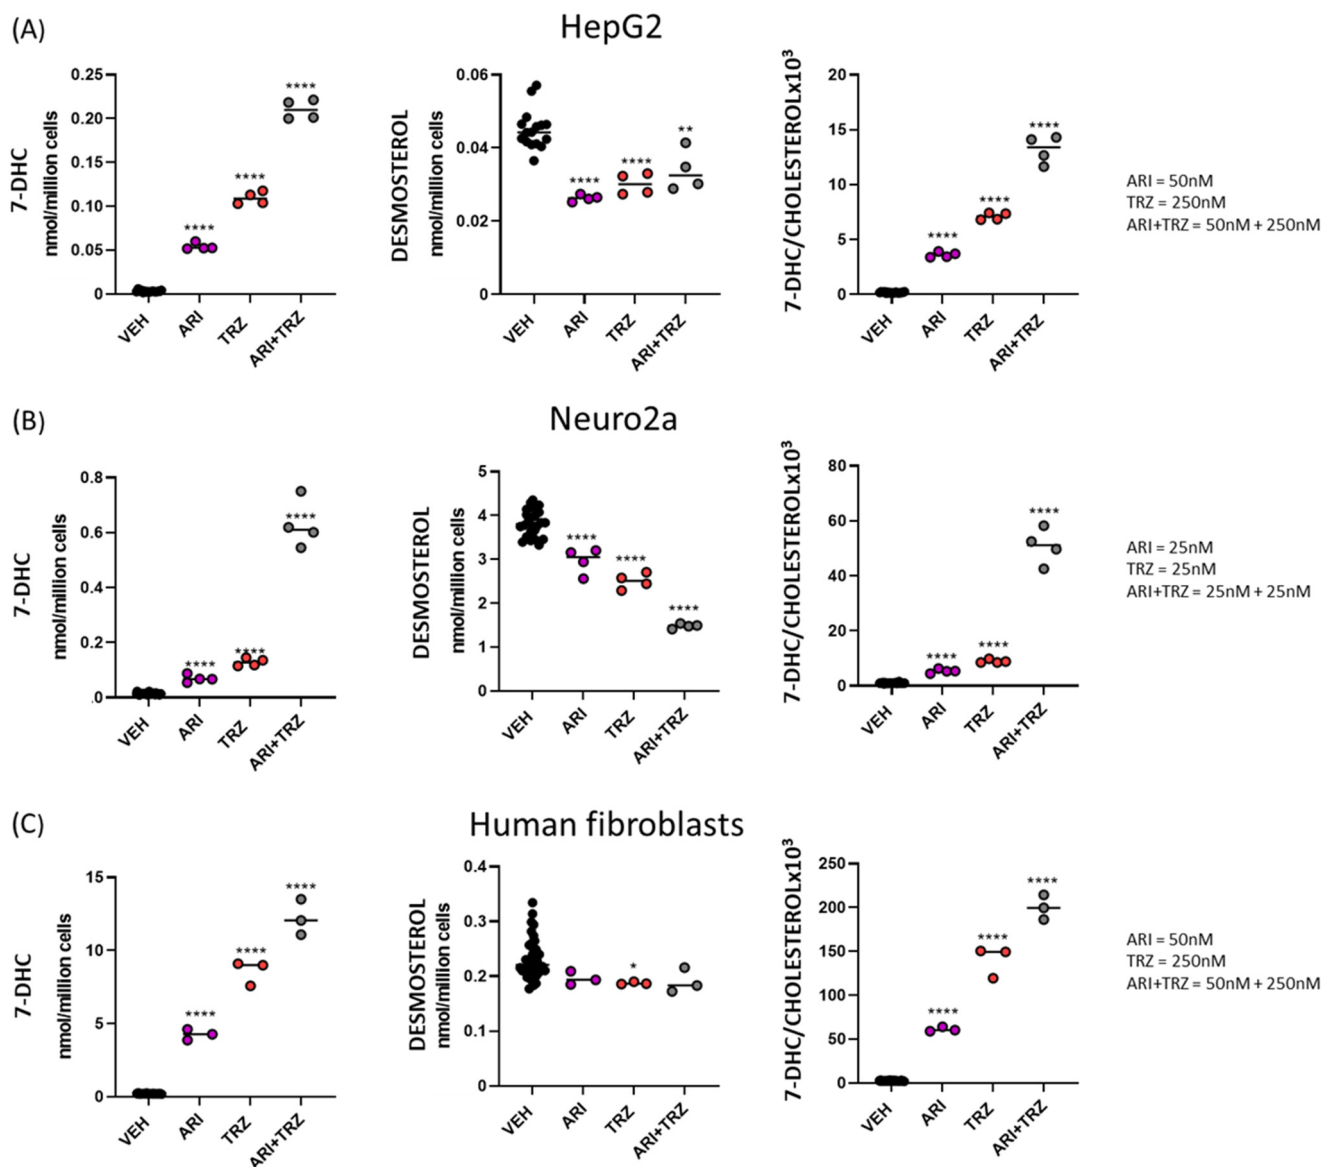 (A)
HepG2
7-DHC
nmol/million cells
0.25
0.20
0.15
0.10
0.05
0
****
****
****
VEH
ARI
TRZ
ARI+TRZ
DESMOSTEROL
nmol/million cells
0.06
0.04
0.02
0
****
****
**
VEH
ARI
TRZ
ARI+TRZ
7-DHC/CHOLESTEROLx10³
20
15
10
5
0
****
****
****
VEH
ARI
TRZ
ARI+TRZ
ARI = 50nM
TRZ = 250nM
ARI+TRZ = 50nM + 250nM
(B)
Neuro2a
7-DHC
nmol/million cells
0.8
0.6
0.4
0.2
.0
****
****
****
VEH
ARI
TRZ
ARI+TRZ
DESMOSTEROL
nmol/million cells
5
4
3
2
1
0
****
****
****
VEH
ARI
TRZ
ARI+TRZ
7-DHC/CHOLESTEROLx10³
80
60
40
20
0
****
****
****
VEH
ARI
TRZ
ARI+TRZ
ARI = 25nM
TRZ = 25nM
ARI+TRZ = 25nM + 25nM
(C)
Human fibroblasts
7-DHC
nmol/million cells
15
10
5
0
****
****
****
VEH
ARI
TRZ
ARI+TRZ
DESMOSTEROL
nmol/million cells
0.4
0.3
0.2
0.1
0
*
VEH
ARI
TRZ
ARI+TRZ
7-DHC/CHOLESTEROLx10³
250
200
150
100
50
0
****
****
****
VEH
ARI
TRZ
ARI+TRZ
ARI = 50nM
TRZ = 250nM
ARI+TRZ = 50nM + 250nM